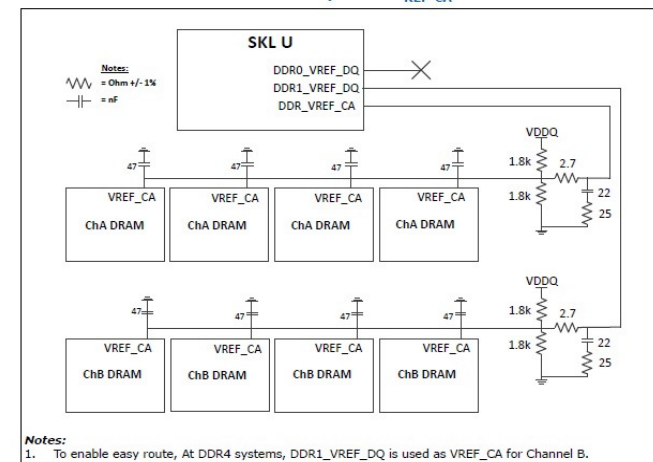 REF_CA
SKL U
Notes:
= Ohm +/- 1%
= nF
DDR0_VREF_DQ
DDR1_VREF_DQ
DDR_VREF_CA
VDDQ
1.8k
2.7
1.8k
22
25
47
47
47
47
VREF_CA
VREF_CA
VREF_CA
VREF_CA
ChA DRAM
ChA DRAM
ChA DRAM
ChA DRAM
VDDQ
1.8k
2.7
1.8k
22
25
47
47
47
47
VREF_CA
VREF_CA
VREF_CA
VREF_CA
ChB DRAM
ChB DRAM
ChB DRAM
ChB DRAM
Notes:
1. To enable easy route, At DDR4 systems, DDR1_VREF_DQ is used as VREF_CA for Channel B.